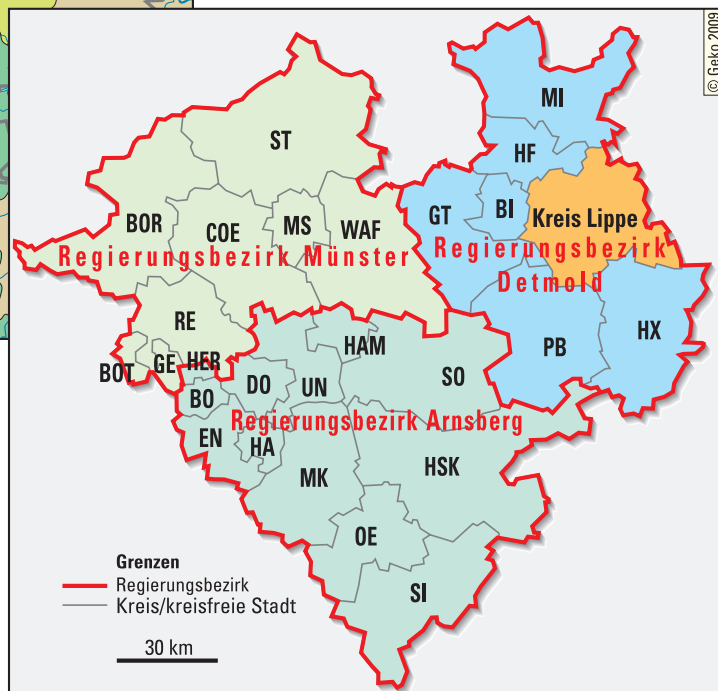 © Geko 2009
MI
ST
HF
BOR
COE
MS
WAF
GT
BI
Kreis Lippe
Regierungsbezirk Münster
Regierungsbezirk
Detmold
RE
HX
HAM
PB
BOT
GE
HER
SO
BO
DO
UN
Regierungsbezirk Arnsberg
EN
HA
MK
HSK
OE
SI
Grenzen
Regierungsbezirk
Kreis/kreisfreie Stadt
30 km